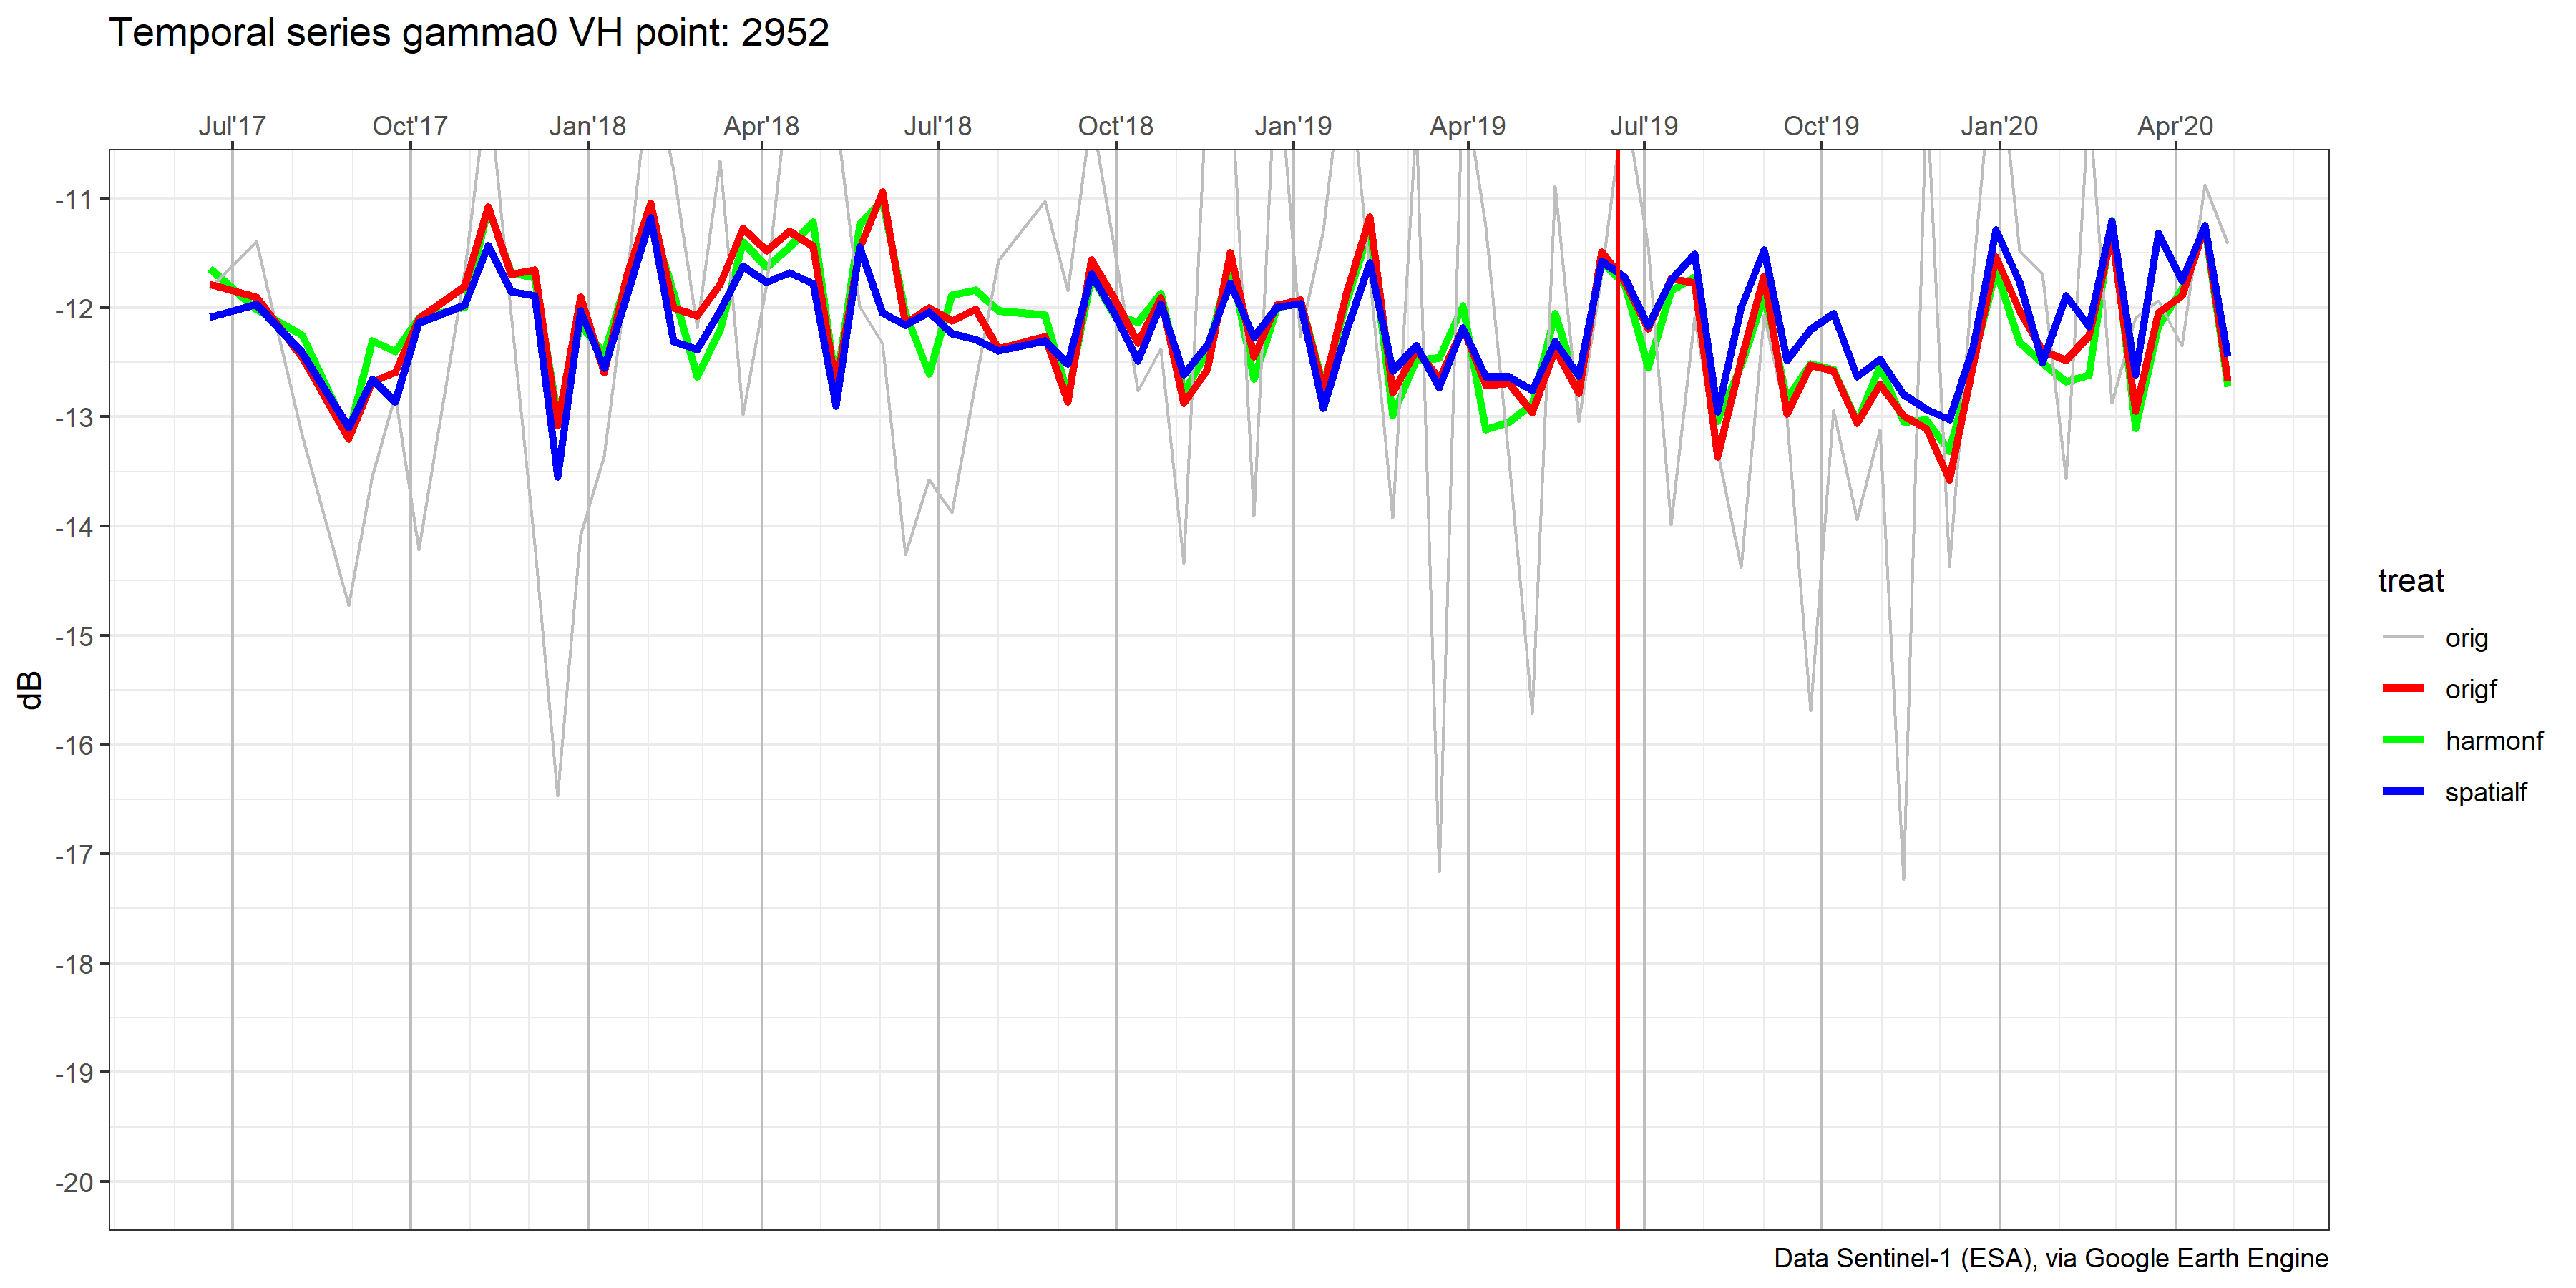 Temporal series gamma0 VH point: 2952
Jul'17 Oct'17 Jan'18 Apr'18 Jul'18 Oct'18 Jan'19 Apr'19 Jul'19 Oct'19 Jan'20 Apr'20
-11
-12
-13
-14
-15
-16
-17
-18
-19
-20
dB
treat
orig
origf
harmonf
spatialf
Data Sentinel-1 (ESA), via Google Earth Engine